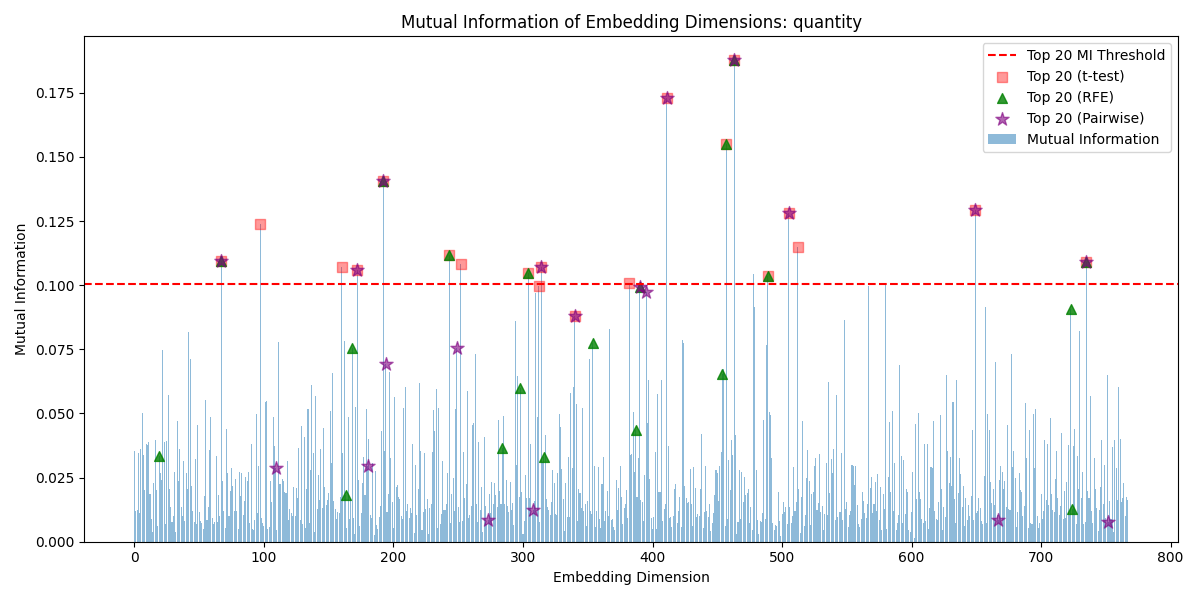 Mutual Information of Embedding Dimensions: quantity
Top 20 MI Threshold
Top 20 (t-test)
Top 20 (RFE)
Top 20 (Pairwise)
Mutual Information
Mutual Information
0.175
0.150
0.125
0.100
0.075
0.050
0.025
0.000
0 100 200 300 400 500 600 700 800
Embedding Dimension